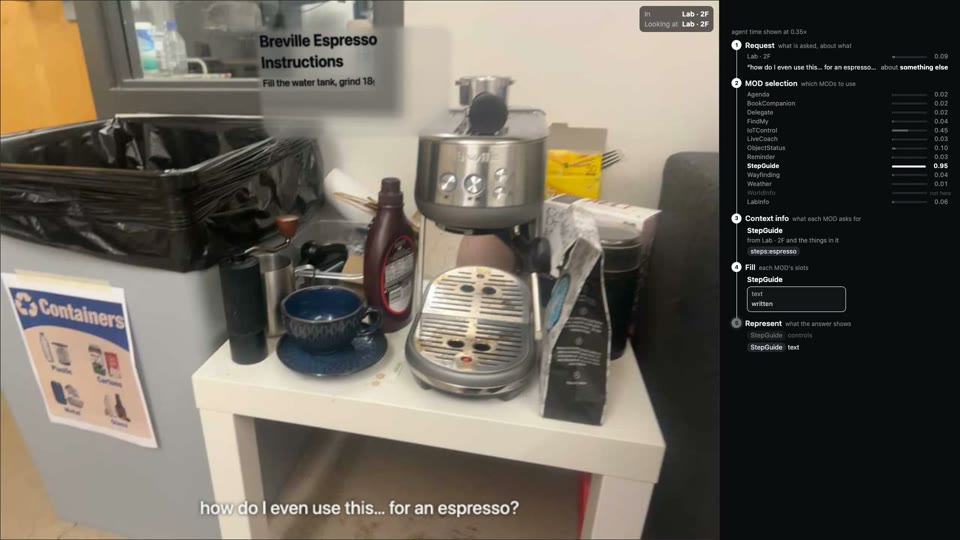 In Lab · 2F
Looking at Lab · 2F
Breville Espresso
Instructions
Fill the water tank, grind 18
Containers
Plastic
Cartons
Metal
Glass
how do I even use this... for an espresso?
agent time shown at 0.35×
1 Request what is asked, about what
Lab · 2F 0.09
"how do I even use this... for an espresso... about something else
2 MOD selection which MODs to use
Agenda 0.02
BookCompanion 0.02
Delegate 0.02
FindMy 0.04
IoTControl 0.45
LiveCoach 0.03
ObjectStatus 0.10
Reminder 0.03
StepGuide 0.95
Wayfinding 0.04
Weather 0.01
WorldInfo not here
LabInfo 0.06
3 Context info what each MOD asks for
StepGuide
from Lab · 2F and the things in it
steps:espresso
4 Fill each MOD's slots
StepGuide
text
written
5 Represent what the answer shows
StepGuide controls
StepGuide text